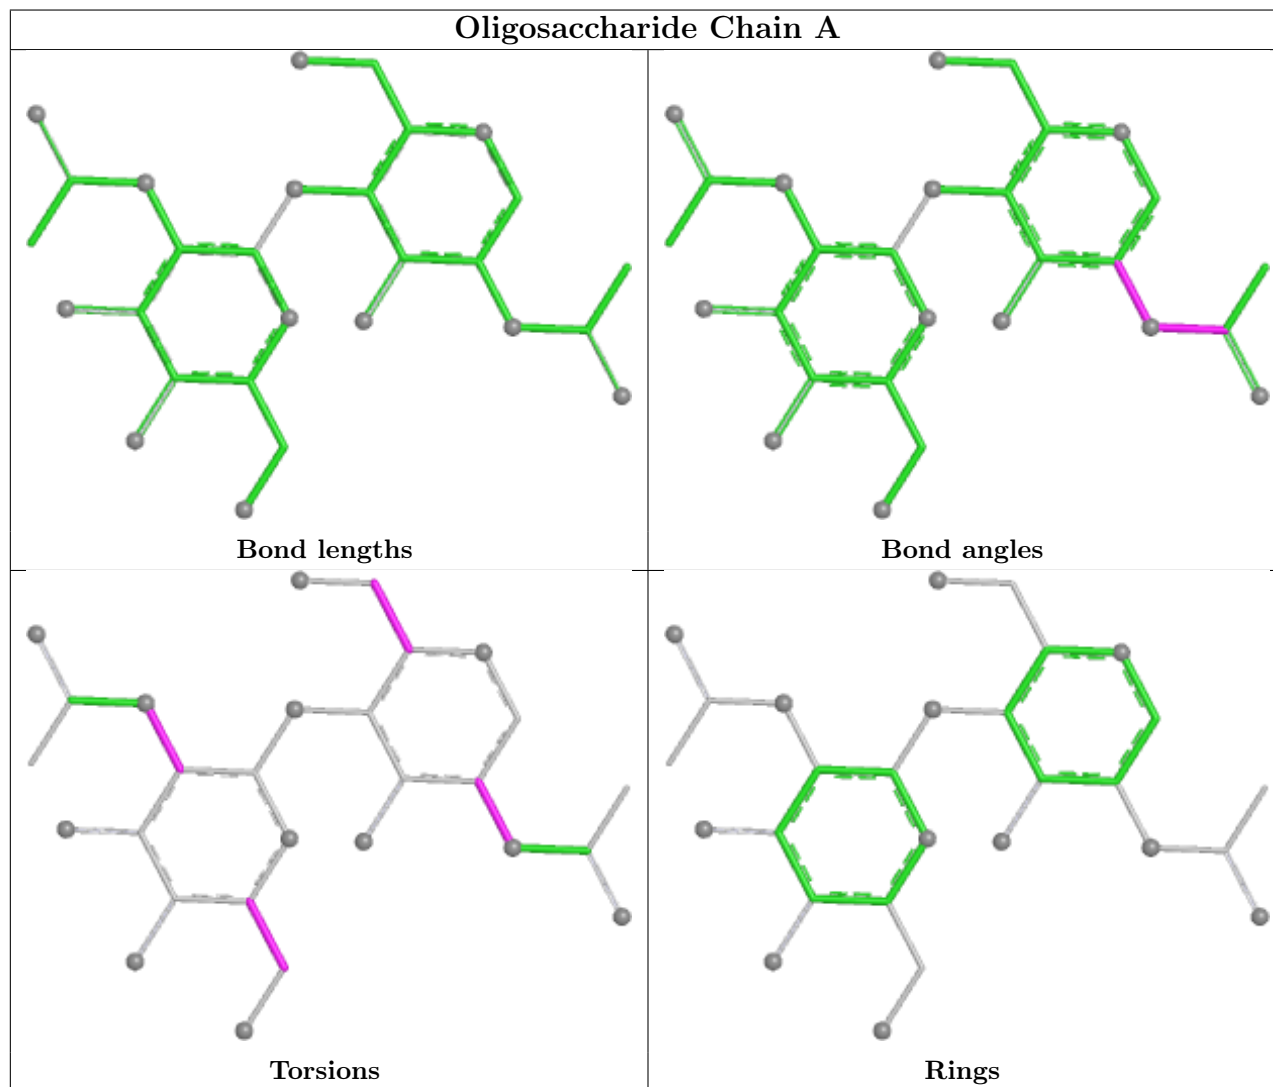 Oligosaccharide Chain A
Bond lengths
Bond angles
Torsions
Rings